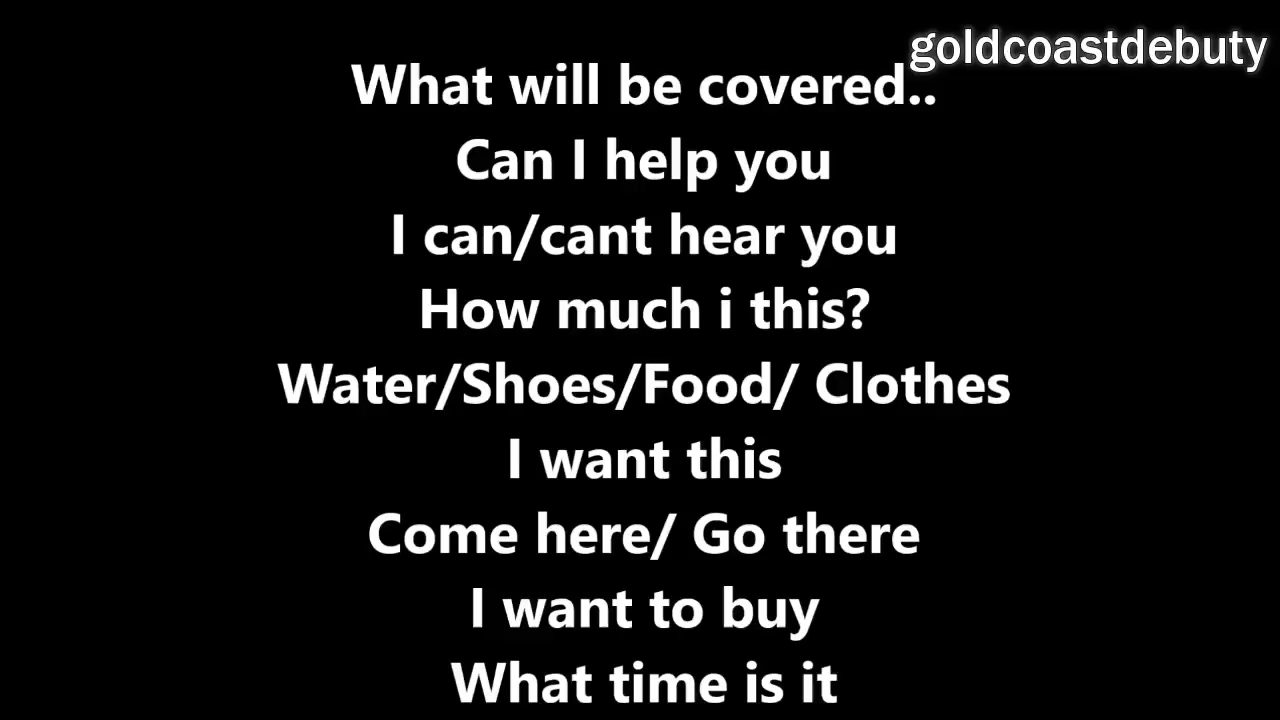 goldcoastdebuty
What will be covered..
Can I help you
I can/cant hear you
How much i this?
Water/Shoes/Food/ Clothes
I want this
Come here/ Go there
I want to buy
What time is it